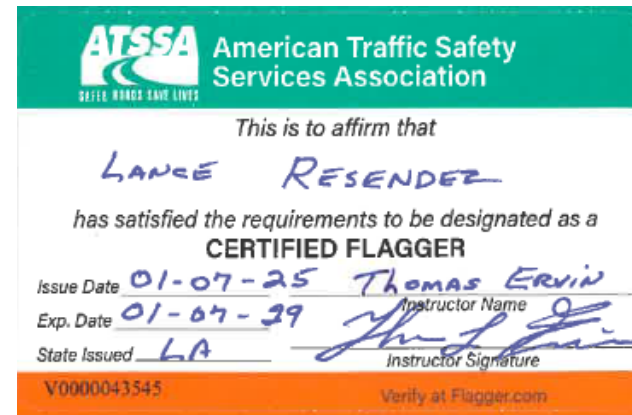 ATSSA
SAFER ROADS SAVE LIVES
American Traffic Safety
Services Association
This is to affirm that
LANCE RESENDEZ
has satisfied the requirements to be designated as a
CERTIFIED FLAGGER
Issue Date 01-07-25 THOMAS ERVIN
Instructor Name
Exp. Date 01-07-29
State Issued LA
Instructor Signature
V0000043545 Verify at Flagger.com